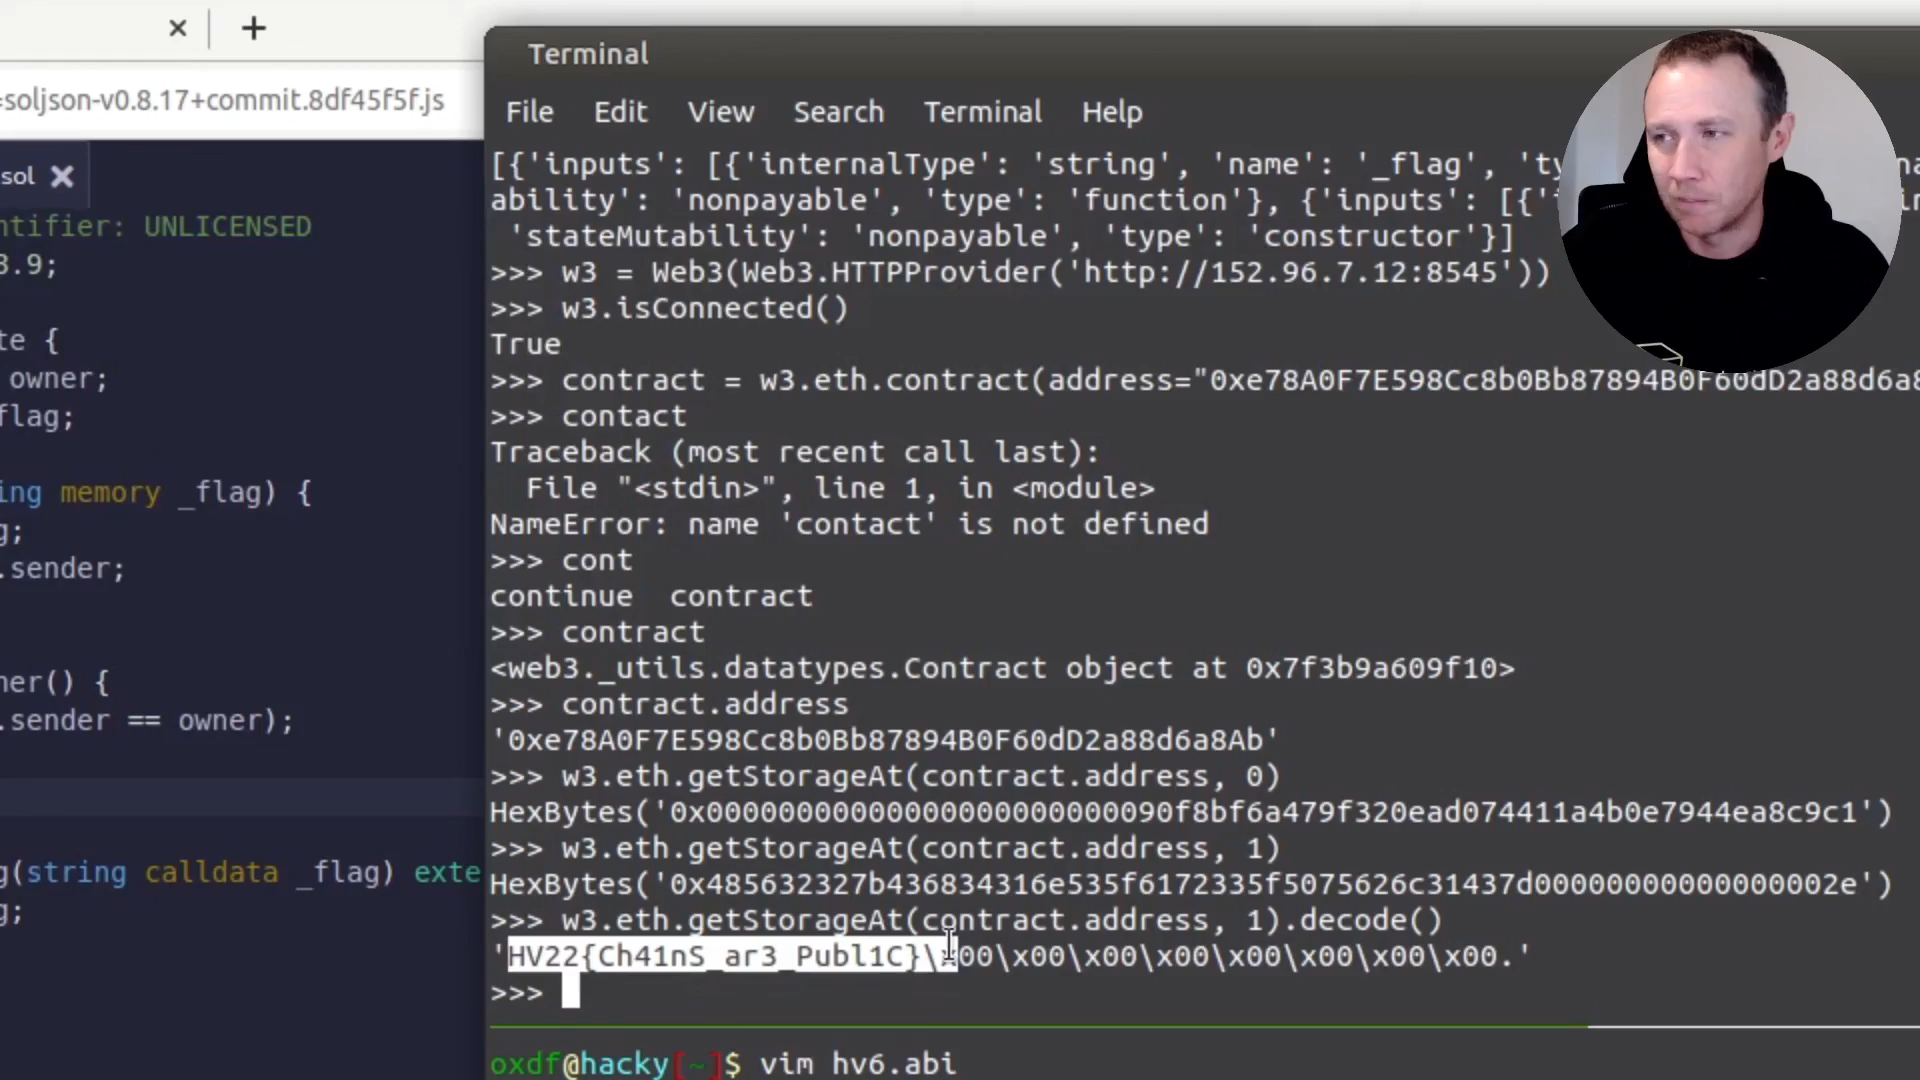 Terminal
=soljson-v0.8.17+commit.8df45f5f.js
File Edit View Search Terminal Help
sol
ntifier: UNLICENSED
3.9;
te {
owner;
flag;
ing memory _flag) {
g;
.sender;
ner() {
.sender == owner);
g(string calldata _flag) exte
g;
[{'inputs': [{'internalType': 'string', 'name': '_flag', 'ty
ability': 'nonpayable', 'type': 'function'}, {'inputs': [{'
'stateMutability': 'nonpayable', 'type': 'constructor'}]
>>> w3 = Web3(Web3.HTTPProvider('http://152.96.7.12:8545'))
>>> w3.isConnected()
True
>>> contract = w3.eth.contract(address="0xe78A0F7E598Cc8b0Bb87894B0F60dD2a88d6a8
>>> contact
Traceback (most recent call last):
File "<stdin>", line 1, in <module>
NameError: name 'contact' is not defined
>>> cont
continue contract
>>> contract
<web3._utils.datatypes.Contract object at 0x7f3b9a609f10>
>>> contract.address
'0xe78A0F7E598Cc8b0Bb87894B0F60dD2a88d6a8Ab'
>>> w3.eth.getStorageAt(contract.address, 0)
HexBytes('0x00000000000000000000000090f8bf6a479f320ead074411a4b0e7944ea8c9c1')
>>> w3.eth.getStorageAt(contract.address, 1)
HexBytes('0x485632327b436834316e535f6172335f5075626c31437d00000000000000002e')
>>> w3.eth.getStorageAt(contract.address, 1).decode()
'HV22{Ch41nS_ar3_Publ1C}\x00\x00\x00\x00\x00\x00\x00\x00.'
>>>
oxdf@hacky[~]$ vim hv6.abi